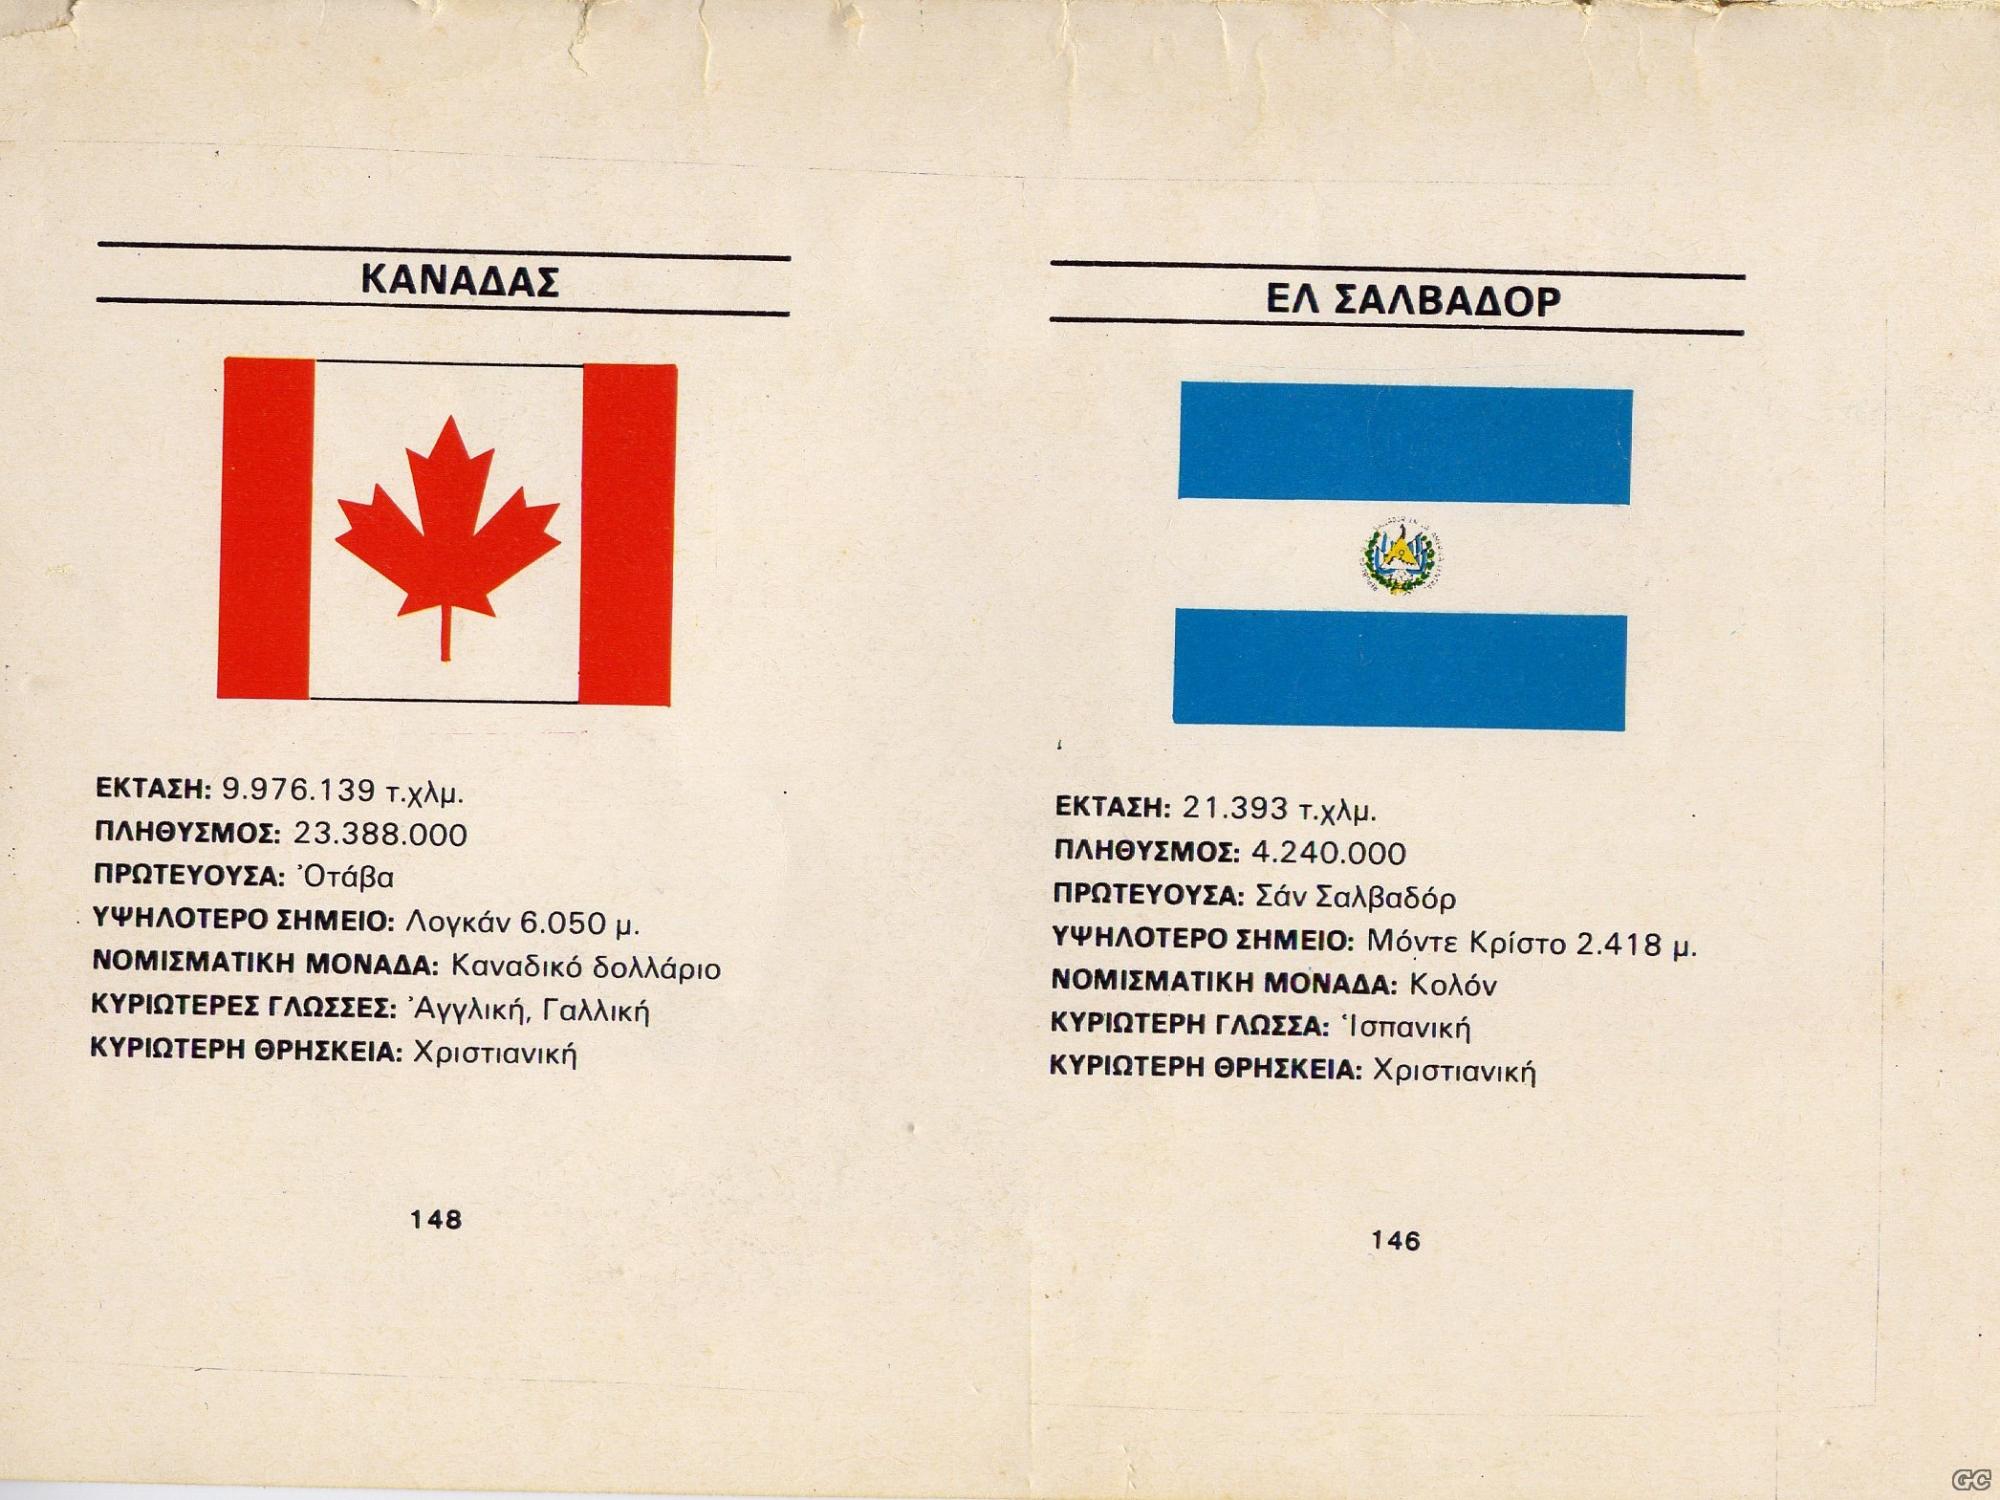 ΚΑΝΑΔΑΣ
ΕΚΤΑΣΗ: 9.976.139 τ.χλμ.
ΠΛΗΘΥΣΜΟΣ: 23.388.000
ΠΡΩΤΕΥΟΥΣΑ: Ὀτάβα
ΥΨΗΛΟΤΕΡΟ ΣΗΜΕΙΟ: Λογκάν 6.050 μ.
ΝΟΜΙΣΜΑΤΙΚΗ ΜΟΝΑΔΑ: Καναδικό δολλάριο
ΚΥΡΙΩΤΕΡΕΣ ΓΛΩΣΣΕΣ: Ἀγγλική, Γαλλική
ΚΥΡΙΩΤΕΡΗ ΘΡΗΣΚΕΙΑ: Χριστιανική
148
ΕΛ ΣΑΛΒΑΔΟΡ
ΕΚΤΑΣΗ: 21.393 τ.χλμ.
ΠΛΗΘΥΣΜΟΣ: 4.240.000
ΠΡΩΤΕΥΟΥΣΑ: Σάν Σαλβαδόρ
ΥΨΗΛΟΤΕΡΟ ΣΗΜΕΙΟ: Μόντε Κρίστο 2.418 μ.
ΝΟΜΙΣΜΑΤΙΚΗ ΜΟΝΑΔΑ: Κολόν
ΚΥΡΙΩΤΕΡΗ ΓΛΩΣΣΑ: Ἱσπανική
ΚΥΡΙΩΤΕΡΗ ΘΡΗΣΚΕΙΑ: Χριστιανική
146
GC